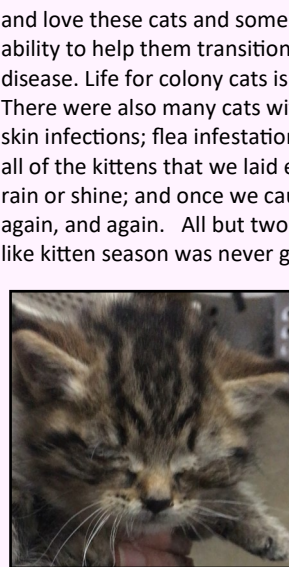 and love these cats and some
ability to help them transition
disease. Life for colony cats is
There were also many cats wi
skin infections; flea infestation
all of the kittens that we laid e
rain or shine; and once we cau
again, and again. All but two
like kitten season was never g